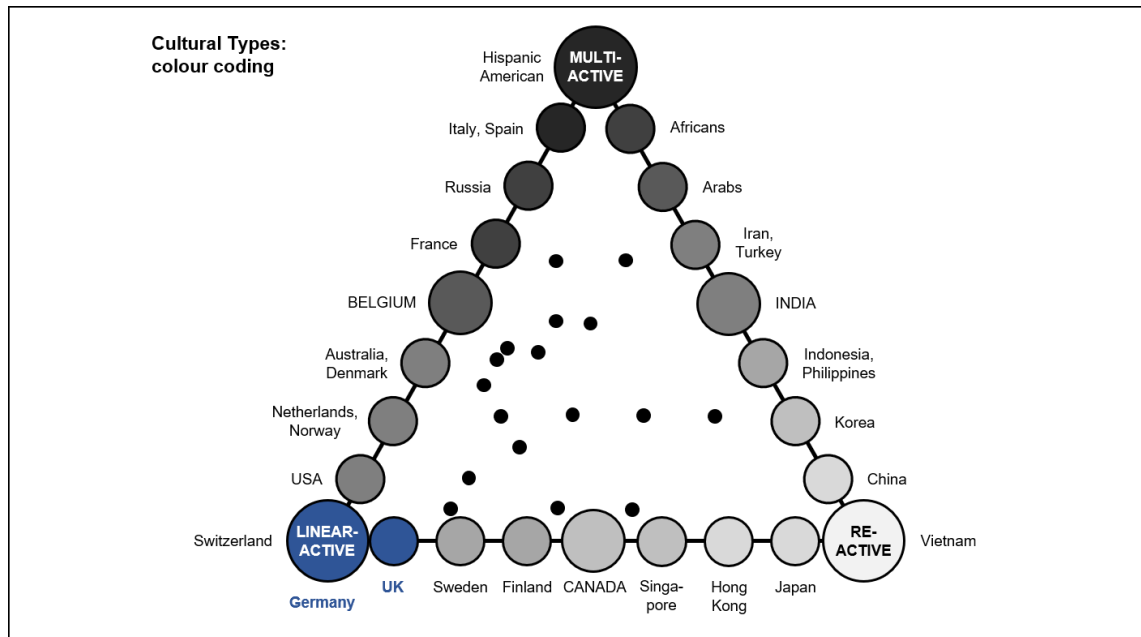 Cultural Types:
colour coding
Hispanic
American
MULTI-
ACTIVE
Italy, Spain
Africans
Russia
Arabs
France
Iran,
Turkey
BELGIUM
INDIA
Australia,
Denmark
Indonesia,
Philippines
Netherlands,
Norway
Korea
USA
China
Switzerland
LINEAR-
ACTIVE
RE-
ACTIVE
Vietnam
Germany
UK
Sweden
Finland
CANADA
Singa-
pore
Hong
Kong
Japan